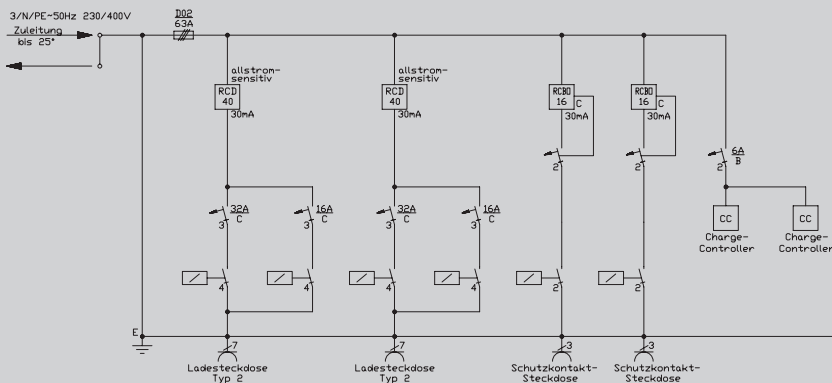 3/N/PE~50Hz 230/400V
Zuleitung
bis 25°
D02
63A
allstrom-
sensitiv
RCD
40
30mA
allstrom-
sensitiv
RCD
40
30mA
RCBO
16
C
30mA
RCBO
16
C
30mA
2
2
6A
B
2
32A
C
3
16A
C
3
32A
C
3
16A
C
3
CC
CC
Charge-
Controller
Charge-
Controller
4
4
4
4
2
2
E
7
7
3
3
Ladesteckdose
Typ 2
Ladesteckdose
Typ 2
Schutzkontakt-
Steckdose
Schutzkontakt-
Steckdose